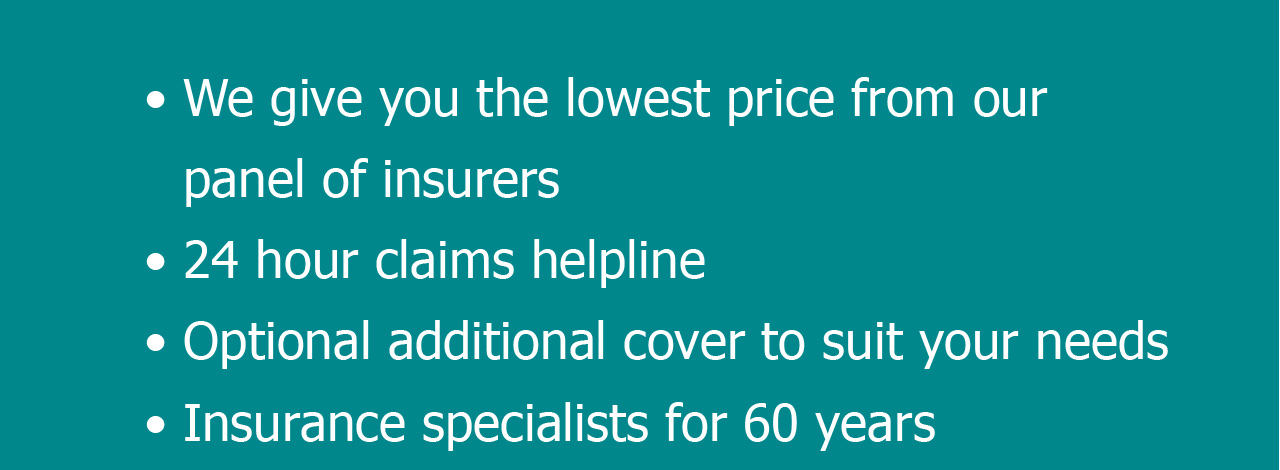 • We give you the lowest price from our
panel of insurers
• 24 hour claims helpline
• Optional additional cover to suit your needs
• Insurance specialists for 60 years